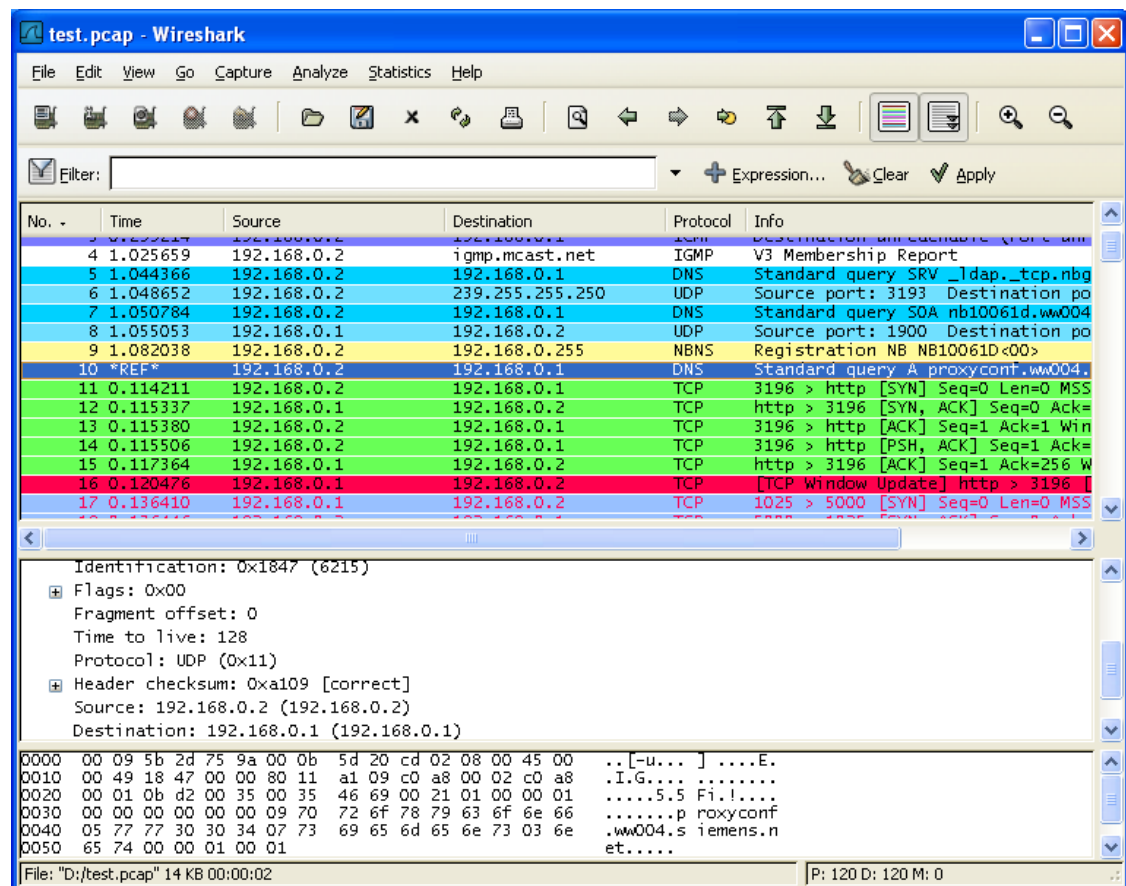 test.pcap - Wireshark
File Edit View Go Capture Analyze Statistics Help
Filter: Expression... Clear Apply
No. Time Source Destination Protocol Info
4 1.025659 192.168.0.2 igmp.mcast.net IGMP V3 Membership Report
5 1.044366 192.168.0.2 192.168.0.1 DNS Standard query SRV _ldap._tcp.nbg
6 1.048652 192.168.0.2 239.255.255.250 UDP Source port: 3193 Destination po
7 1.050784 192.168.0.2 192.168.0.1 DNS Standard query SOA nb10061d.ww004
8 1.055053 192.168.0.1 192.168.0.2 UDP Source port: 1900 Destination po
9 1.082038 192.168.0.2 192.168.0.255 NBNS Registration NB NB10061D<00>
10 *REF* 192.168.0.2 192.168.0.1 DNS Standard query A proxyconf.ww004.
11 0.114211 192.168.0.2 192.168.0.1 TCP 3196 > http [SYN] Seq=0 Len=0 MSS
12 0.115337 192.168.0.1 192.168.0.2 TCP http > 3196 [SYN, ACK] Seq=0 Ack=
13 0.115380 192.168.0.2 192.168.0.1 TCP 3196 > http [ACK] Seq=1 Ack=1 Win
14 0.115506 192.168.0.2 192.168.0.1 TCP 3196 > http [PSH, ACK] Seq=1 Ack=
15 0.117364 192.168.0.1 192.168.0.2 TCP http > 3196 [ACK] Seq=1 Ack=256 W
16 0.120476 192.168.0.1 192.168.0.2 TCP [TCP Window Update] http > 3196 [
17 0.136410 192.168.0.1 192.168.0.2 TCP 1025 > 5000 [SYN] Seq=0 Len=0 MSS
Identification: 0x1847 (6215)
Flags: 0x00
Fragment offset: 0
Time to live: 128
Protocol: UDP (0x11)
Header checksum: 0xa109 [correct]
Source: 192.168.0.2 (192.168.0.2)
Destination: 192.168.0.1 (192.168.0.1)
0000 00 09 5b 2d 75 9a 00 0b 5d 20 cd 02 08 00 45 00 ..[-u... ] ....E.
0010 00 49 18 47 00 00 80 11 a1 09 c0 a8 00 02 c0 a8 .I.G.... ........
0020 00 01 0b d2 00 35 00 35 46 69 00 21 01 00 00 01 .....5.5 Fi.!....
0030 00 00 00 00 00 00 09 70 72 6f 78 79 63 6f 6e 66 .......p roxyconf
0040 05 77 77 30 30 34 07 73 69 65 6d 65 6e 73 03 6e .ww004.s iemens.n
0050 65 74 00 00 01 00 01 et.....
File: "D:/test.pcap" 14 KB 00:00:02 P: 120 D: 120 M: 0